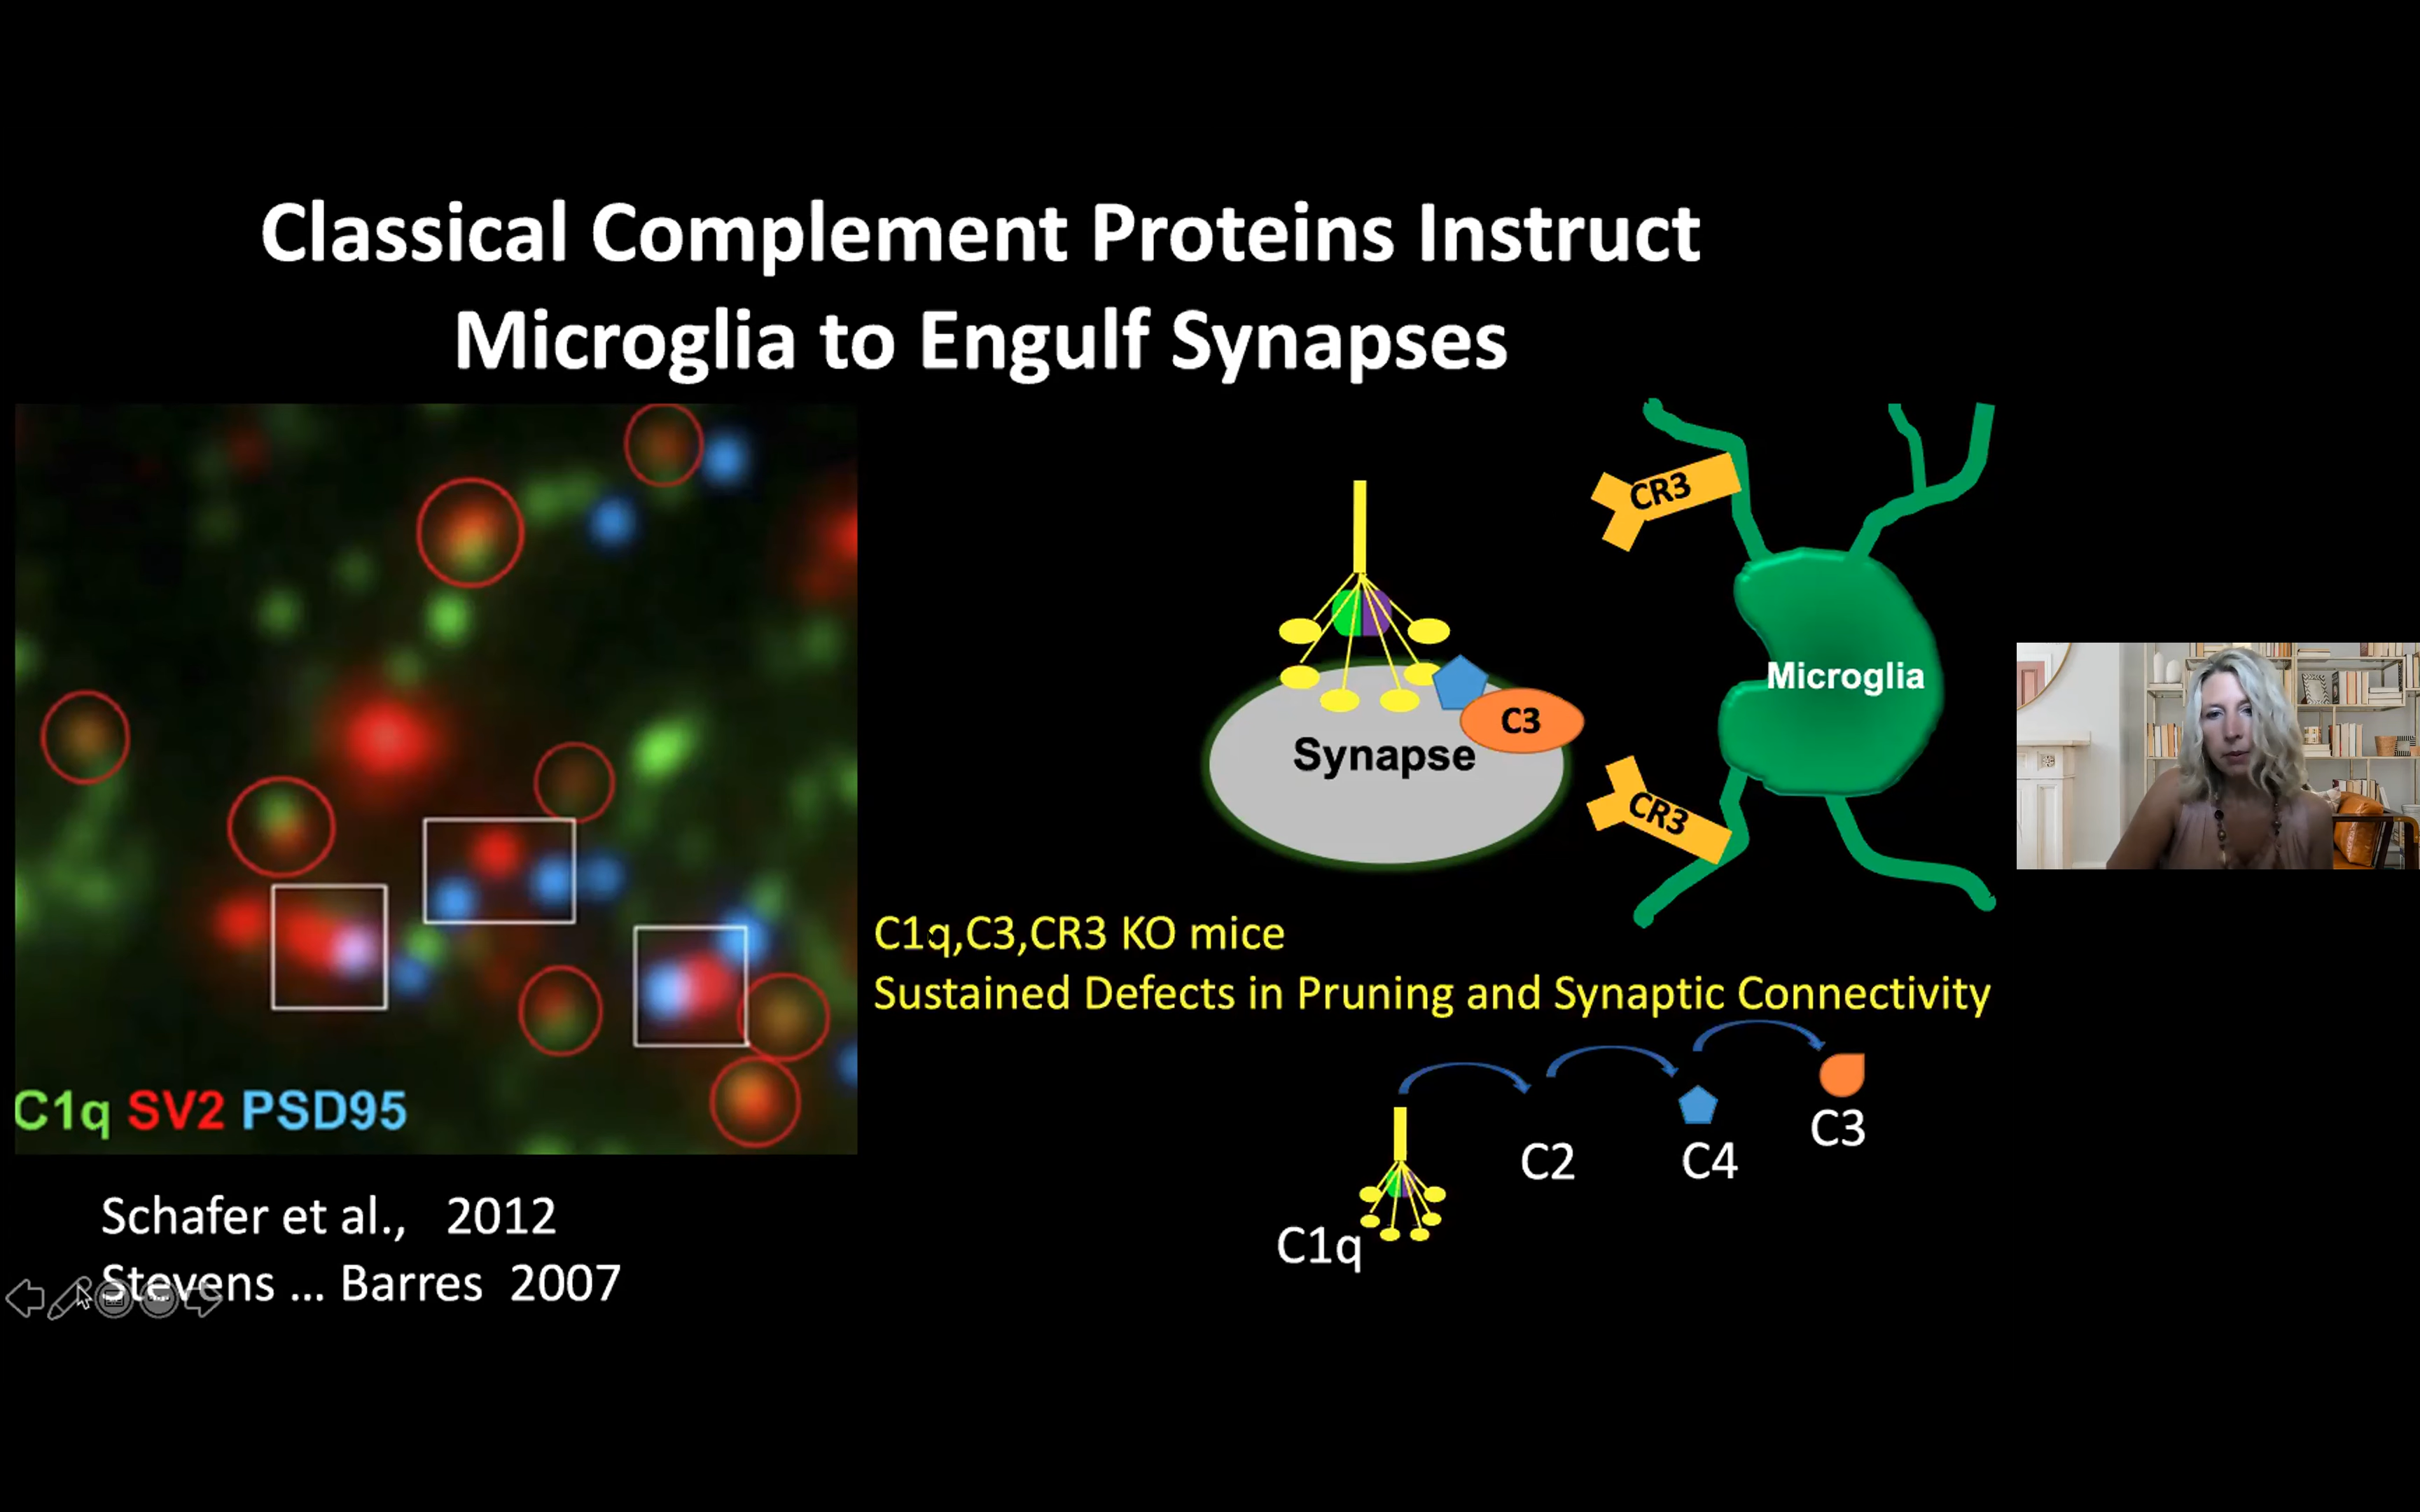 Classical Complement Proteins Instruct
Microglia to Engulf Synapses
CR3
Microglia
C3
Synapse
CR3
C1q,C3,CR3 KO mice
Sustained Defects in Pruning and Synaptic Connectivity
C1q SV2 PSD95
C3
C2
C4
C1q
Schafer et al., 2012
Stevens ... Barres 2007